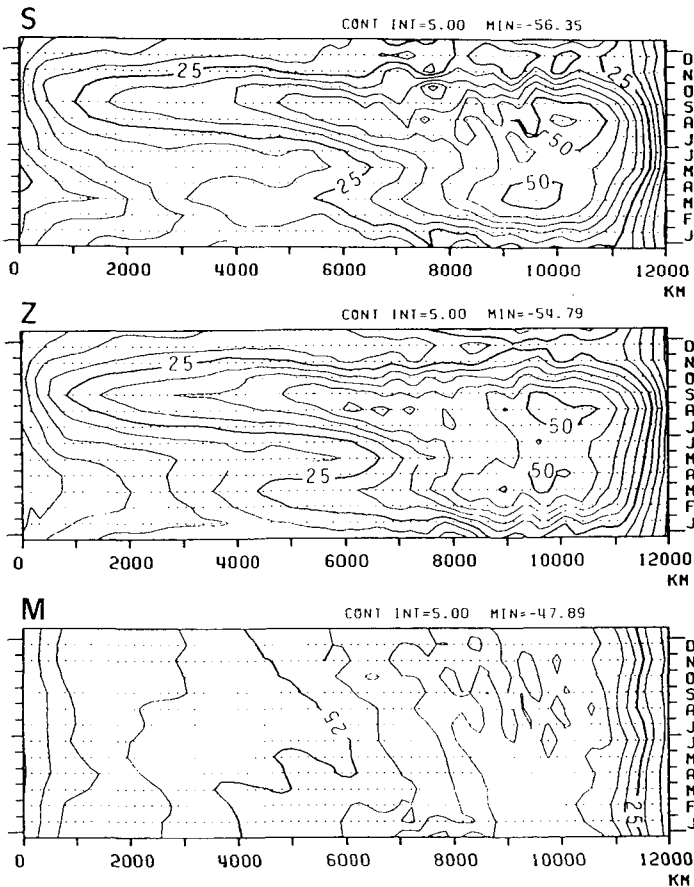 S
CONT INT=5.00 MIN=-56.35
25
25
50
25
50
D
N
O
S
A
J
J
M
A
M
F
J
0 2000 4000 6000 8000 10000 12000
KM
Z
CONT INT=5.00 MIN=-54.79
25
25
50
50
D
N
O
S
A
J
J
M
A
M
F
J
0 2000 4000 6000 8000 10000 12000
KM
M
CONT INT=5.00 MIN=-47.89
25
25
D
N
O
S
A
J
J
M
A
M
F
J
0 2000 4000 6000 8000 10000 12000
KM